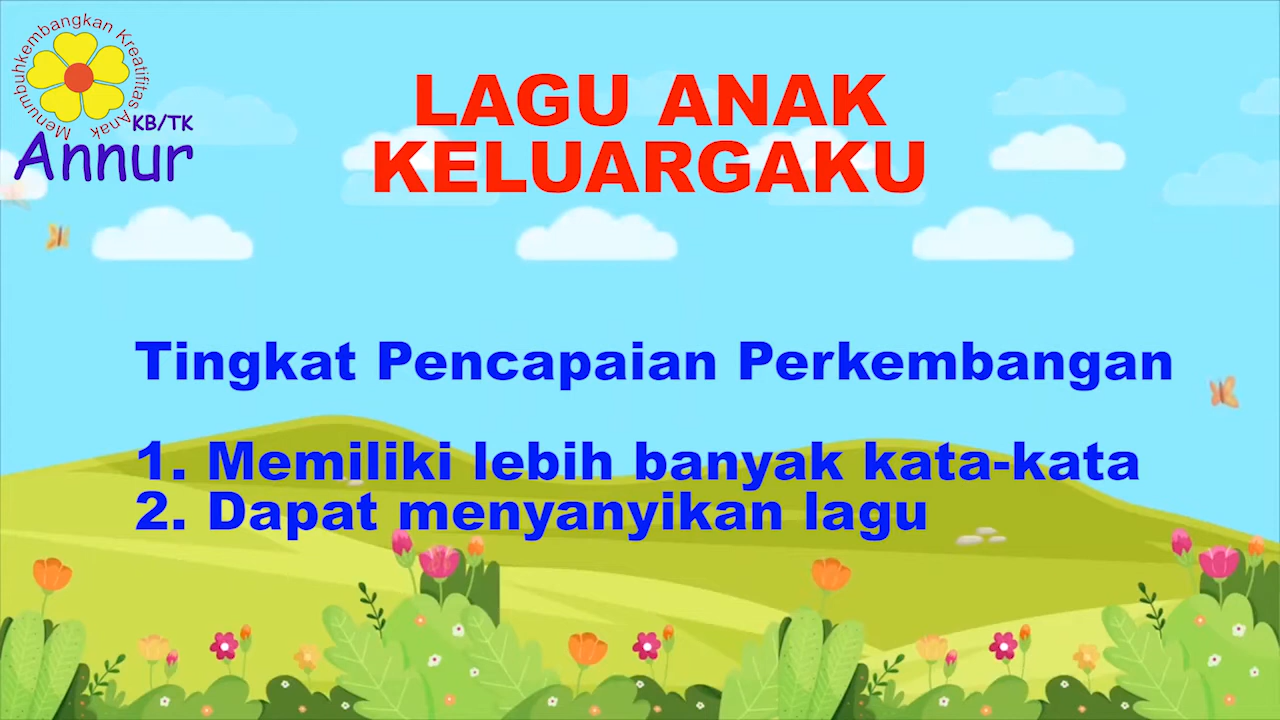 Menumbuhkembangkan Kreatifitas Anak
KB/TK
Annur
LAGU ANAK
KELUARGAKU
Tingkat Pencapaian Perkembangan
1. Memiliki lebih banyak kata-kata
2. Dapat menyanyikan lagu